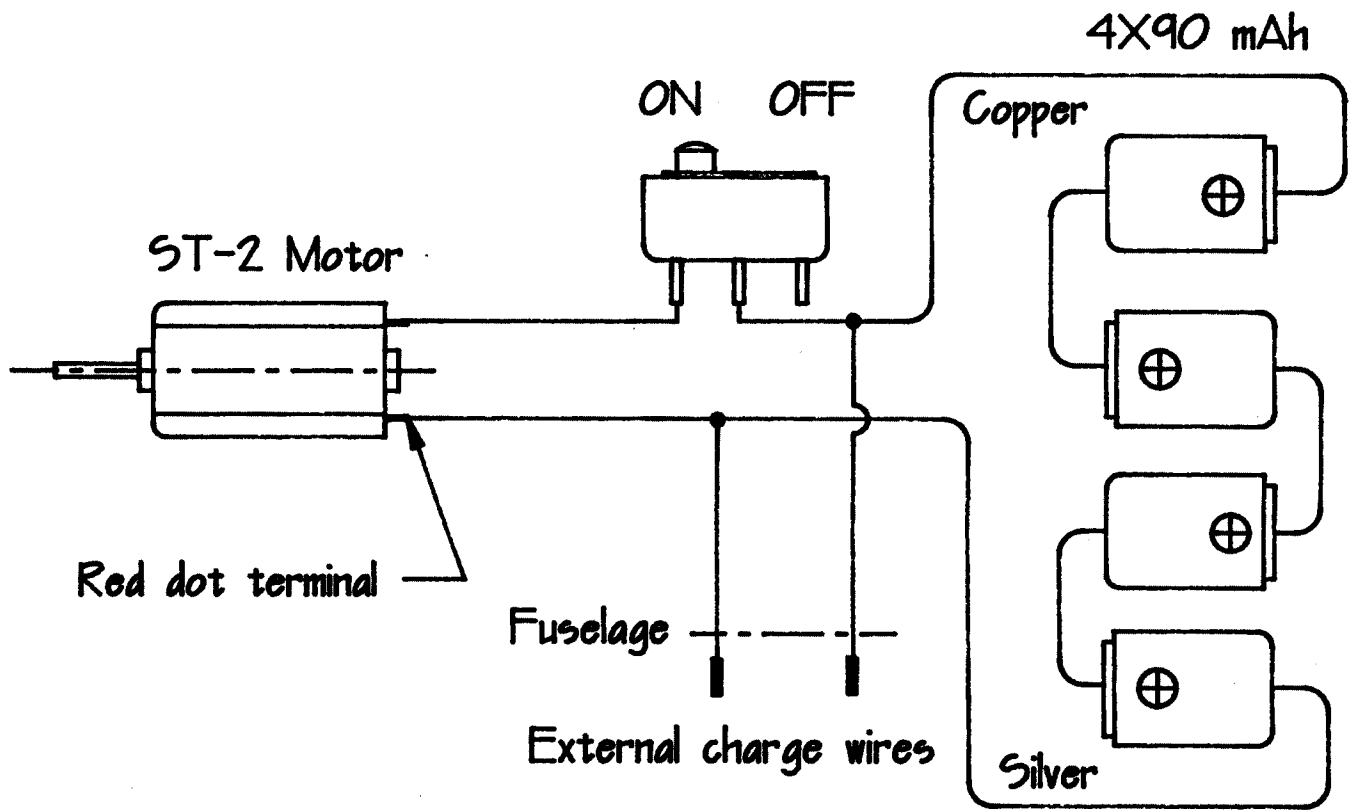 4X90 mAh
ON OFF
Copper
ST-2 Motor
Red dot terminal
Fuselage
External charge wires
Silver